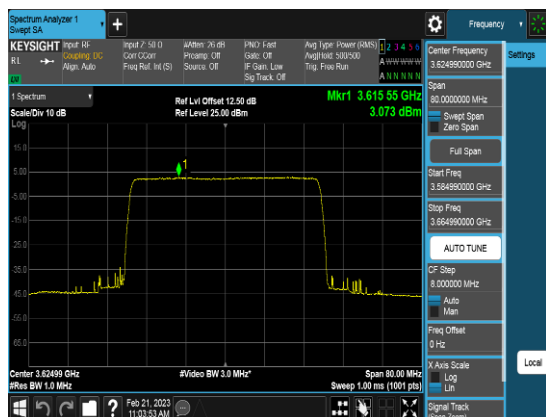 Spectrum Analyzer 1
Swept SA
+
Frequency
KEYSIGHT
RL
Input: RF
Coupling: DC
Align: Auto
Input Z: 50 Ω
Corr CCorr
Freq Ref: Int (S)
#Atten: 26 dB
Preamp: Off
Source: Off
PNO: Fast
Gate: Off
IF Gain: Low
Sig Track: Off
Avg Type: Power (RMS)
Avg|Hold: 500/500
Trig: Free Run
1 2 3 4 5 6
A W W W W W
A N N N N N
1 Spectrum
Scale/Div 10 dB
Log
Ref Lvl Offset 12.50 dB
Ref Level 25.00 dBm
Mkr1 3.615 55 GHz
3.073 dBm
15.0
5.00
-5.00
-15.0
-25.0
-35.0
-45.0
-55.0
-65.0
1
Center 3.62499 GHz
#Res BW 1.0 MHz
#Video BW 3.0 MHz*
Span 80.00 MHz
Sweep 1.00 ms (1001 pts)
Center Frequency
3.624990000 GHz
Span
80.0000000 MHz
Swept Span
Zero Span
Full Span
Start Freq
3.584990000 GHz
Stop Freq
3.664990000 GHz
AUTO TUNE
CF Step
8.000000 MHz
Auto
Man
Freq Offset
0 Hz
X Axis Scale
Log
Lin
Signal Track
(Span Zoom)
Settings
Local
?
Feb 21, 2023
11:03:53 AM